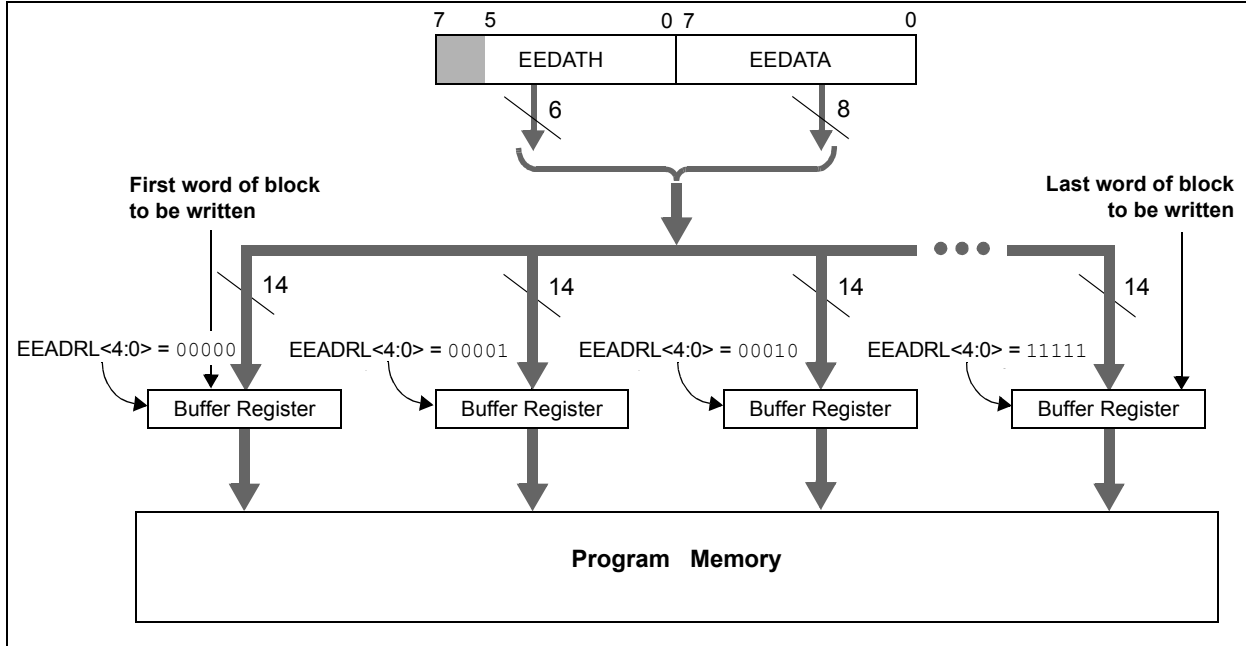 7 5 0 7 0
EEDATH EEDATA
6 8
First word of block
to be written
Last word of block
to be written
14 14 14 14
EEADRL<4:0> = 00000 EEADRL<4:0> = 00001 EEADRL<4:0> = 00010 EEADRL<4:0> = 11111
Buffer Register Buffer Register Buffer Register Buffer Register
Program Memory